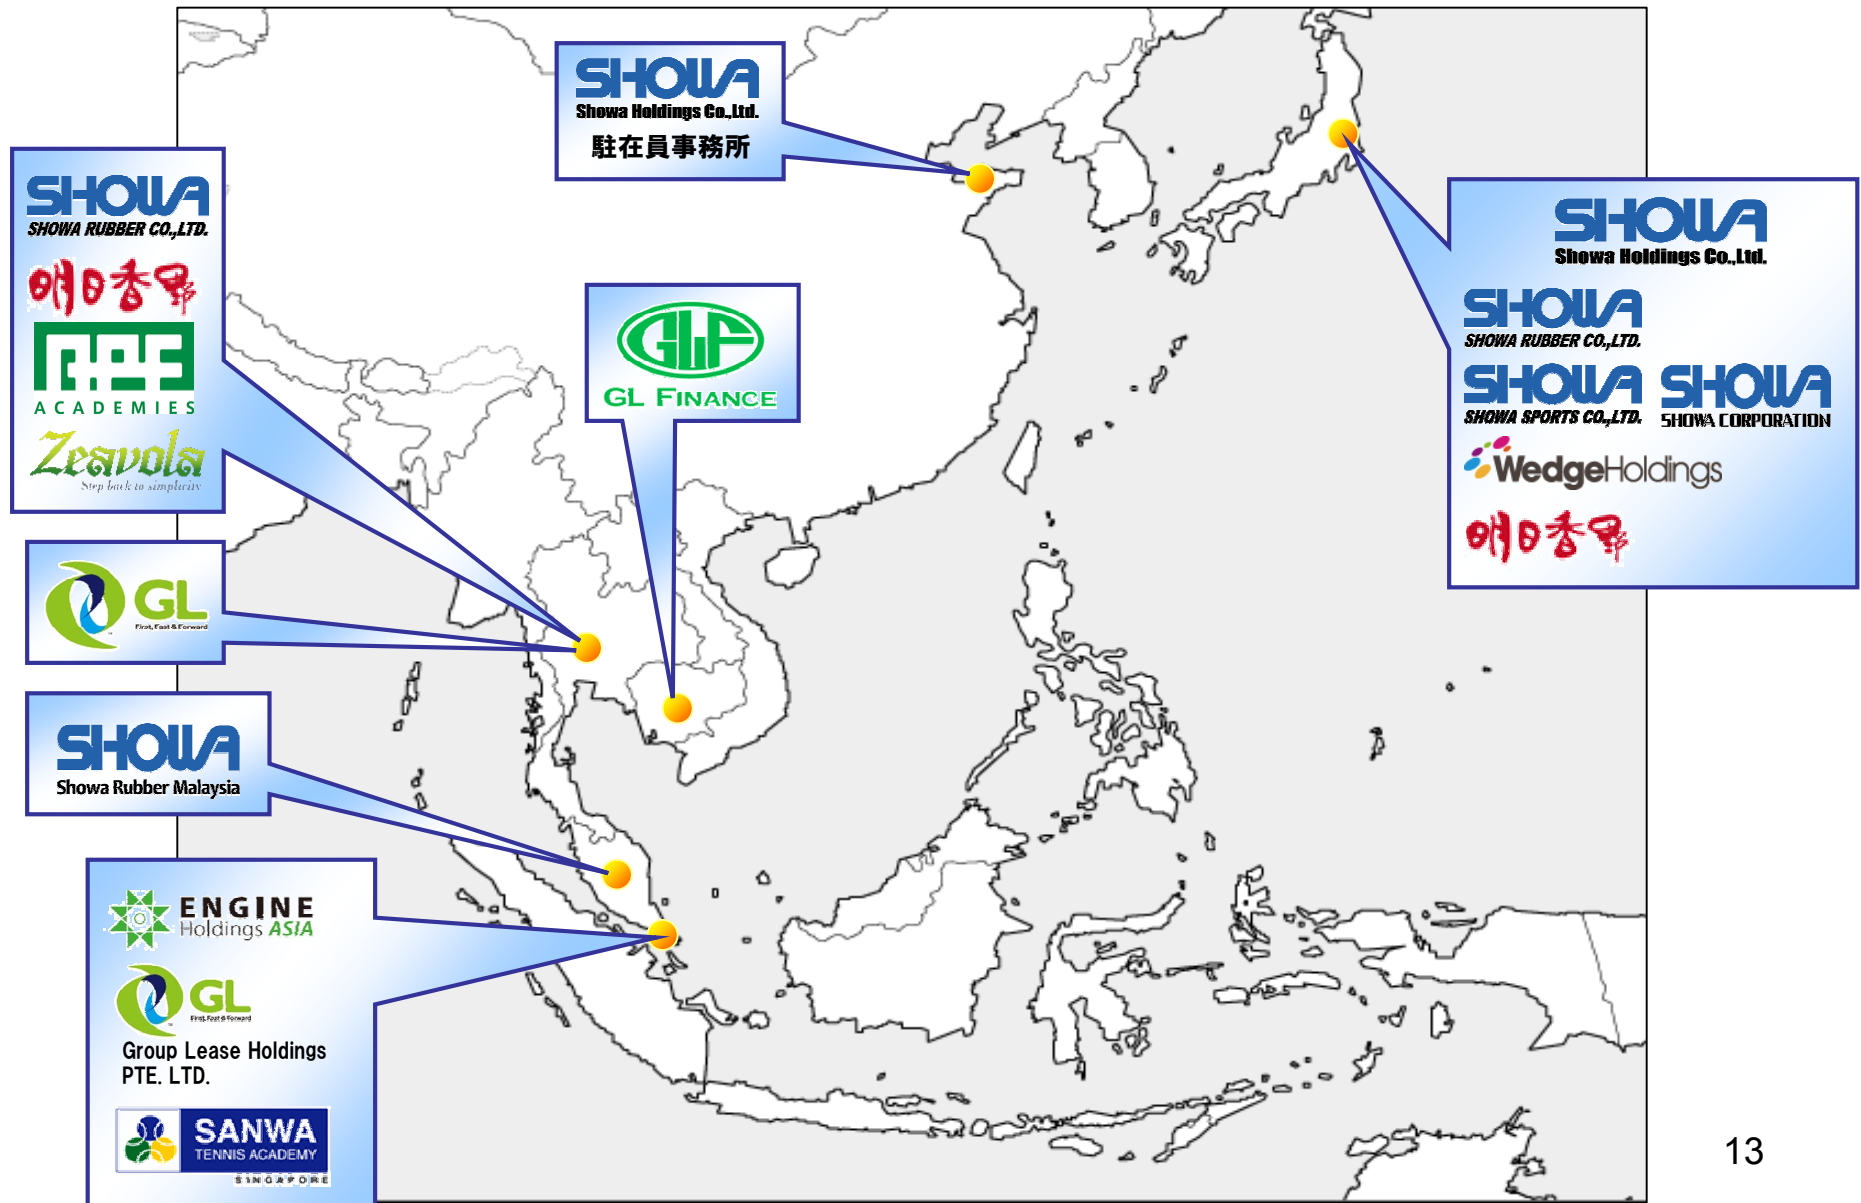 SHOWA
Showa Holdings Co.,Ltd.
駐在員事務所
SHOWA
SHOWA RUBBER CO.,LTD.
明日香野
APS
ACADEMIES
Zeavola
Step back to simplicity
GLF
GL FINANCE
GL
First, Fast & Forward
SHOWA
Showa Rubber Malaysia
ENGINE
Holdings ASIA
GL
First, Fast & Forward
Group Lease Holdings
PTE. LTD.
SANWA
TENNIS ACADEMY
SINGAPORE
SHOWA
Showa Holdings Co.,Ltd.
SHOWA
SHOWA RUBBER CO.,LTD.
SHOWA SHOWA
SHOWA SPORTS CO.,LTD. SHOWA CORPORATION
WedgeHoldings
明日香野
13